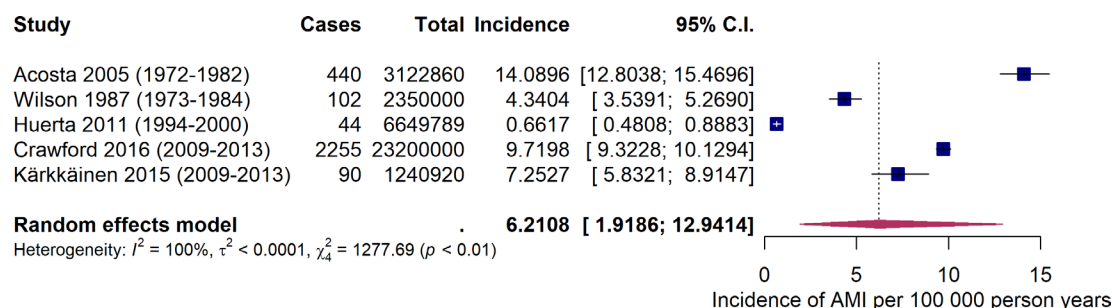 Study Cases Total Incidence 95% C.I.
Acosta 2005 (1972-1982) 440 3122860 14.0896 [12.8038; 15.4696]
Wilson 1987 (1973-1984) 102 2350000 4.3404 [ 3.5391; 5.2690]
Huerta 2011 (1994-2000) 44 6649789 0.6617 [ 0.4808; 0.8883]
Crawford 2016 (2009-2013) 2255 23200000 9.7198 [ 9.3228; 10.1294]
Kärkkäinen 2015 (2009-2013) 90 1240920 7.2527 [ 5.8321; 8.9147]
Random effects model . 6.2108 [ 1.9186; 12.9414]
Heterogeneity: I² = 100%, τ² < 0.0001, χ²₄ = 1277.69 (p < 0.01)
0 5 10 15
Incidence of AMI per 100 000 person years